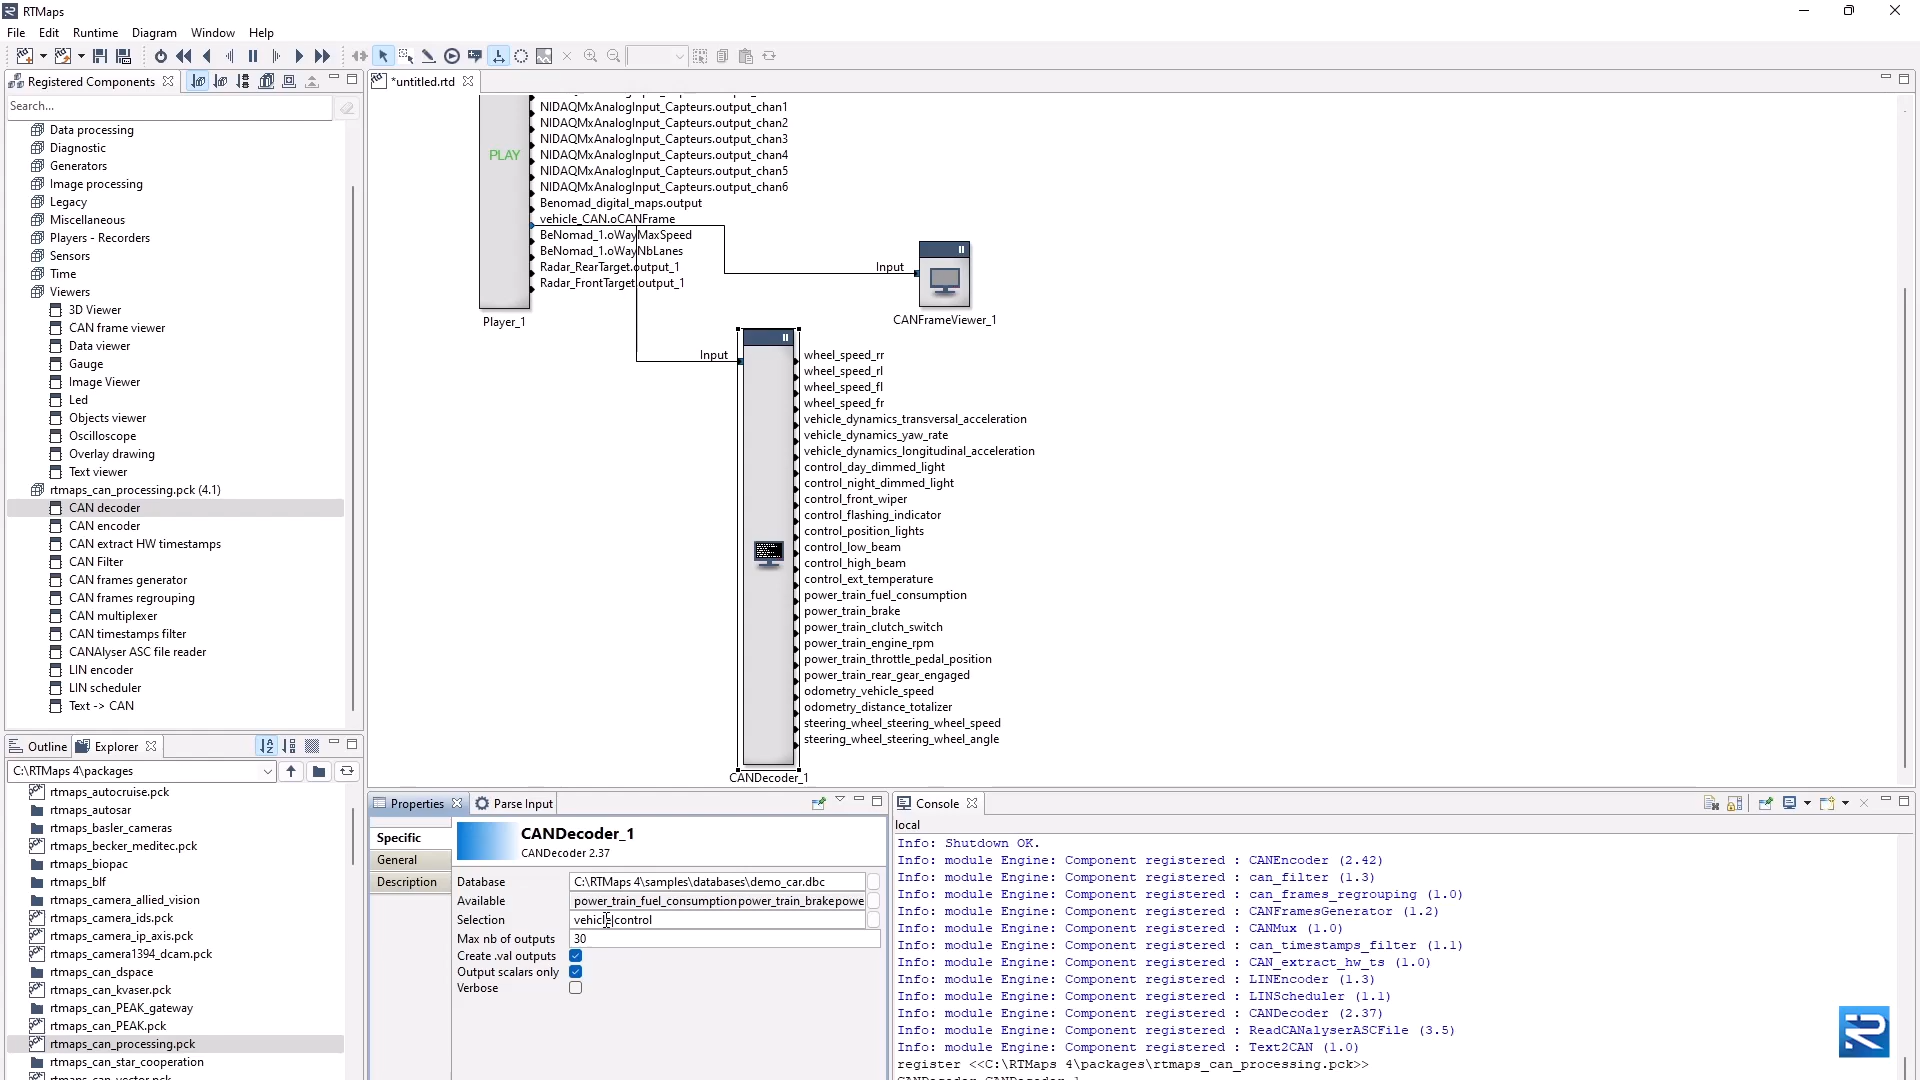 RTMaps
File Edit Runtime Diagram Window Help
Registered Components
*untitled.rtd
Search...
Data processing
Diagnostic
Generators
Image processing
Legacy
Miscellaneous
Players - Recorders
Sensors
Time
Viewers
3D Viewer
CAN frame viewer
Data viewer
Gauge
Image Viewer
Led
Objects viewer
Oscilloscope
Overlay drawing
Text viewer
rtmaps_can_processing.pck (4.1)
CAN decoder
CAN encoder
CAN extract HW timestamps
CAN Filter
CAN frames generator
CAN frames regrouping
CAN multiplexer
CAN timestamps filter
CANAlyser ASC file reader
LIN encoder
LIN scheduler
Text -> CAN
PLAY
NIDAQMxAnalogInput_Capteurs.output_chan1
NIDAQMxAnalogInput_Capteurs.output_chan2
NIDAQMxAnalogInput_Capteurs.output_chan3
NIDAQMxAnalogInput_Capteurs.output_chan4
NIDAQMxAnalogInput_Capteurs.output_chan5
NIDAQMxAnalogInput_Capteurs.output_chan6
Benomad_digital_maps.output
vehicle_CAN.oCANFrame
BeNomad_1.oWayMaxSpeed
BeNomad_1.oWayNbLanes
Radar_RearTarget.output_1
Radar_FrontTarget.output_1
Player_1
Input
CANFrameViewer_1
Input
wheel_speed_rr
wheel_speed_rl
wheel_speed_fl
wheel_speed_fr
vehicle_dynamics_transversal_acceleration
vehicle_dynamics_yaw_rate
vehicle_dynamics_longitudinal_acceleration
control_day_dimmed_light
control_night_dimmed_light
control_front_wiper
control_flashing_indicator
control_position_lights
control_low_beam
control_high_beam
control_ext_temperature
power_train_fuel_consumption
power_train_brake
power_train_clutch_switch
power_train_engine_rpm
power_train_throttle_pedal_position
power_train_rear_gear_engaged
odometry_vehicle_speed
odometry_distance_totalizer
steering_wheel_steering_wheel_speed
steering_wheel_steering_wheel_angle
CANDecoder_1
Outline Explorer
C:\RTMaps 4\packages
rtmaps_autocruise.pck
rtmaps_autosar
rtmaps_basler_cameras
rtmaps_becker_meditec.pck
rtmaps_biopac
rtmaps_blf
rtmaps_camera_allied_vision
rtmaps_camera_ids.pck
rtmaps_camera_ip_axis.pck
rtmaps_camera1394_dcam.pck
rtmaps_can_dspace
rtmaps_can_kvaser.pck
rtmaps_can_PEAK_gateway
rtmaps_can_PEAK.pck
rtmaps_can_processing.pck
rtmaps_can_star_cooperation
rtmaps_can_vector.pck
Properties Parse Input
Specific
General
Description
CANDecoder_1
CANDecoder 2.37
Database C:\RTMaps 4\samples\databases\demo_car.dbc
Available power_train_fuel_consumptionpower_train_brakepowe
Selection vehicle|control
Max nb of outputs 30
Create .val outputs
Output scalars only
Verbose
Console
local
Info: Shutdown OK.
Info: module Engine: Component registered : CANEncoder (2.42)
Info: module Engine: Component registered : can_filter (1.3)
Info: module Engine: Component registered : can_frames_regrouping (1.0)
Info: module Engine: Component registered : CANFramesGenerator (1.2)
Info: module Engine: Component registered : CANMux (1.0)
Info: module Engine: Component registered : can_timestamps_filter (1.1)
Info: module Engine: Component registered : CAN_extract_hw_ts (1.0)
Info: module Engine: Component registered : LINEncoder (1.3)
Info: module Engine: Component registered : LINScheduler (1.1)
Info: module Engine: Component registered : CANDecoder (2.37)
Info: module Engine: Component registered : ReadCANalyserASCFile (3.5)
Info: module Engine: Component registered : Text2CAN (1.0)
register <<C:\RTMaps 4\packages\rtmaps_can_processing.pck>>